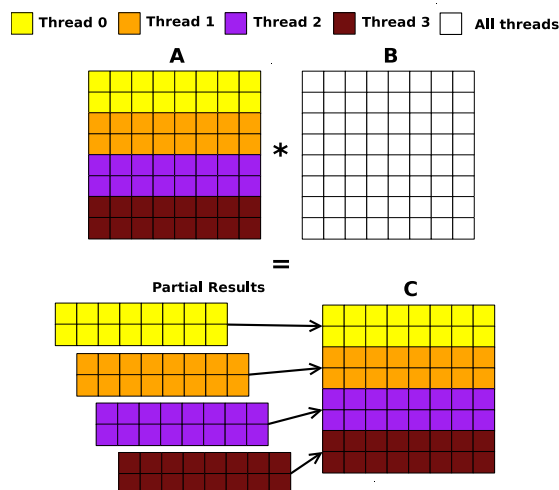 Thread 0 Thread 1 Thread 2 Thread 3 All threads
A B
*
=
Partial Results C